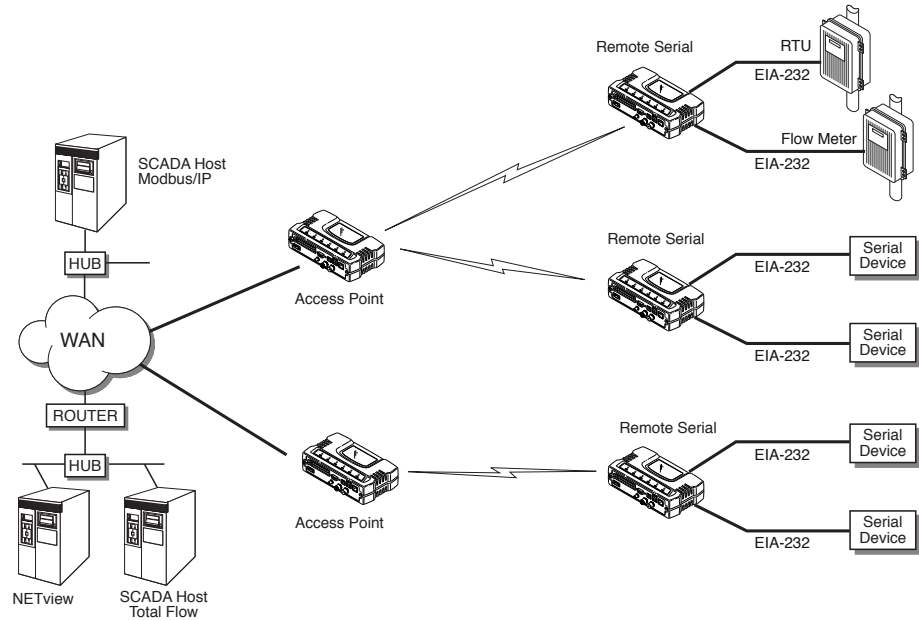 Remote Serial
RTU
EIA-232
Flow Meter
EIA-232
SCADA Host
Modbus/IP
HUB
Access Point
Remote Serial
EIA-232
Serial
Device
EIA-232
Serial
Device
WAN
ROUTER
HUB
NETview
SCADA Host
Total Flow
Access Point
Remote Serial
EIA-232
Serial
Device
EIA-232
Serial
Device